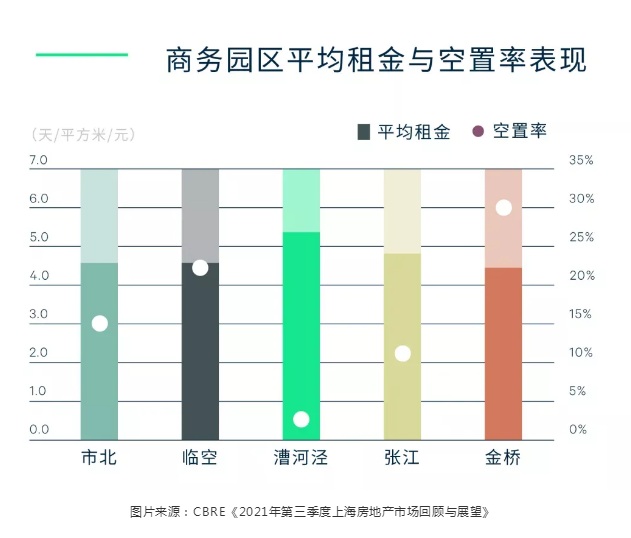 商务园区平均租金与空置率表现
（天/平方米/元）
平均租金 空置率
7.0 35%
6.0 30%
5.0 25%
4.0 20%
3.0 15%
2.0 10%
1.0 5%
0.0 0%
市北 临空 漕河泾 张江 金桥
图片来源：CBRE《2021年第三季度上海房地产市场回顾与展望》